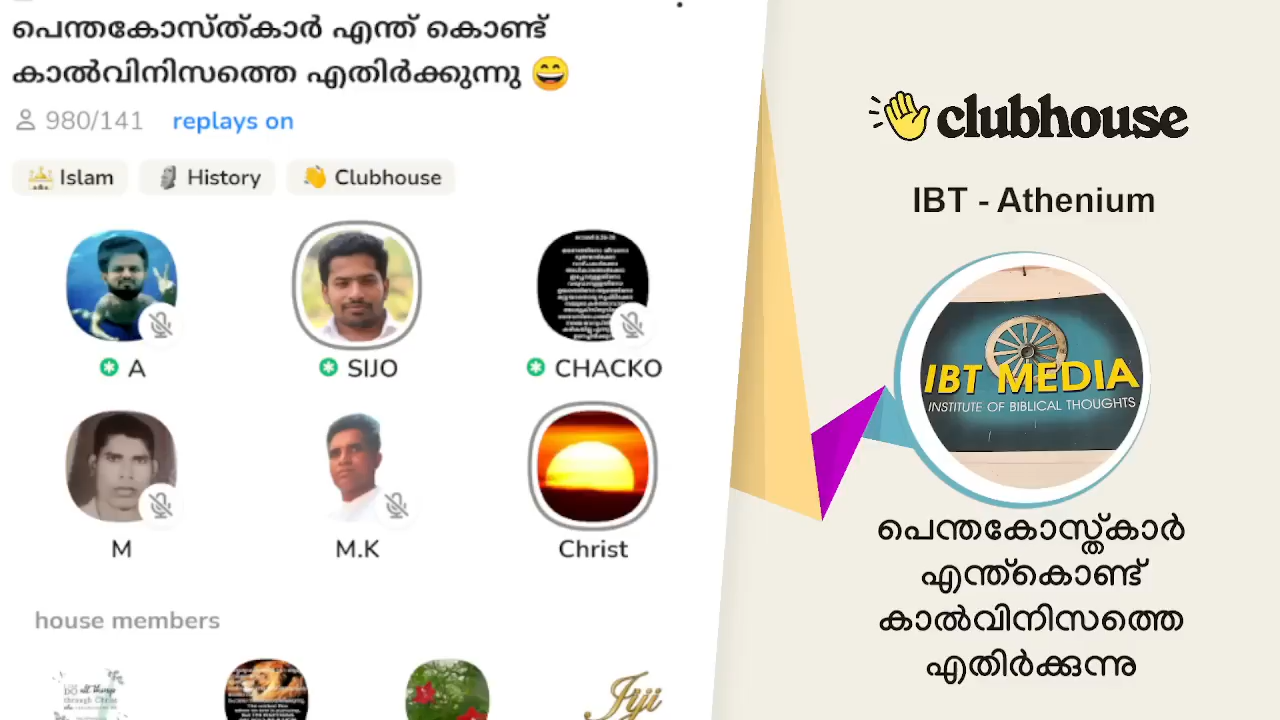 പെന്തകോസ്ത്കാർ എന്ത് കൊണ്ട്
കാൽവിനിസത്തെ എതിർക്കുന്നു 😄
980/141 replays on
Islam History Clubhouse
A SIJO CHACKO
M M.K Christ
house members
Jiji
clubhouse
IBT - Athenium
IBT MEDIA
INSTITUTE OF BIBLICAL THOUGHTS
പെന്തകോസ്ത്കാർ
എന്ത്കൊണ്ട്
കാൽവിനിസത്തെ
എതിർക്കുന്നു